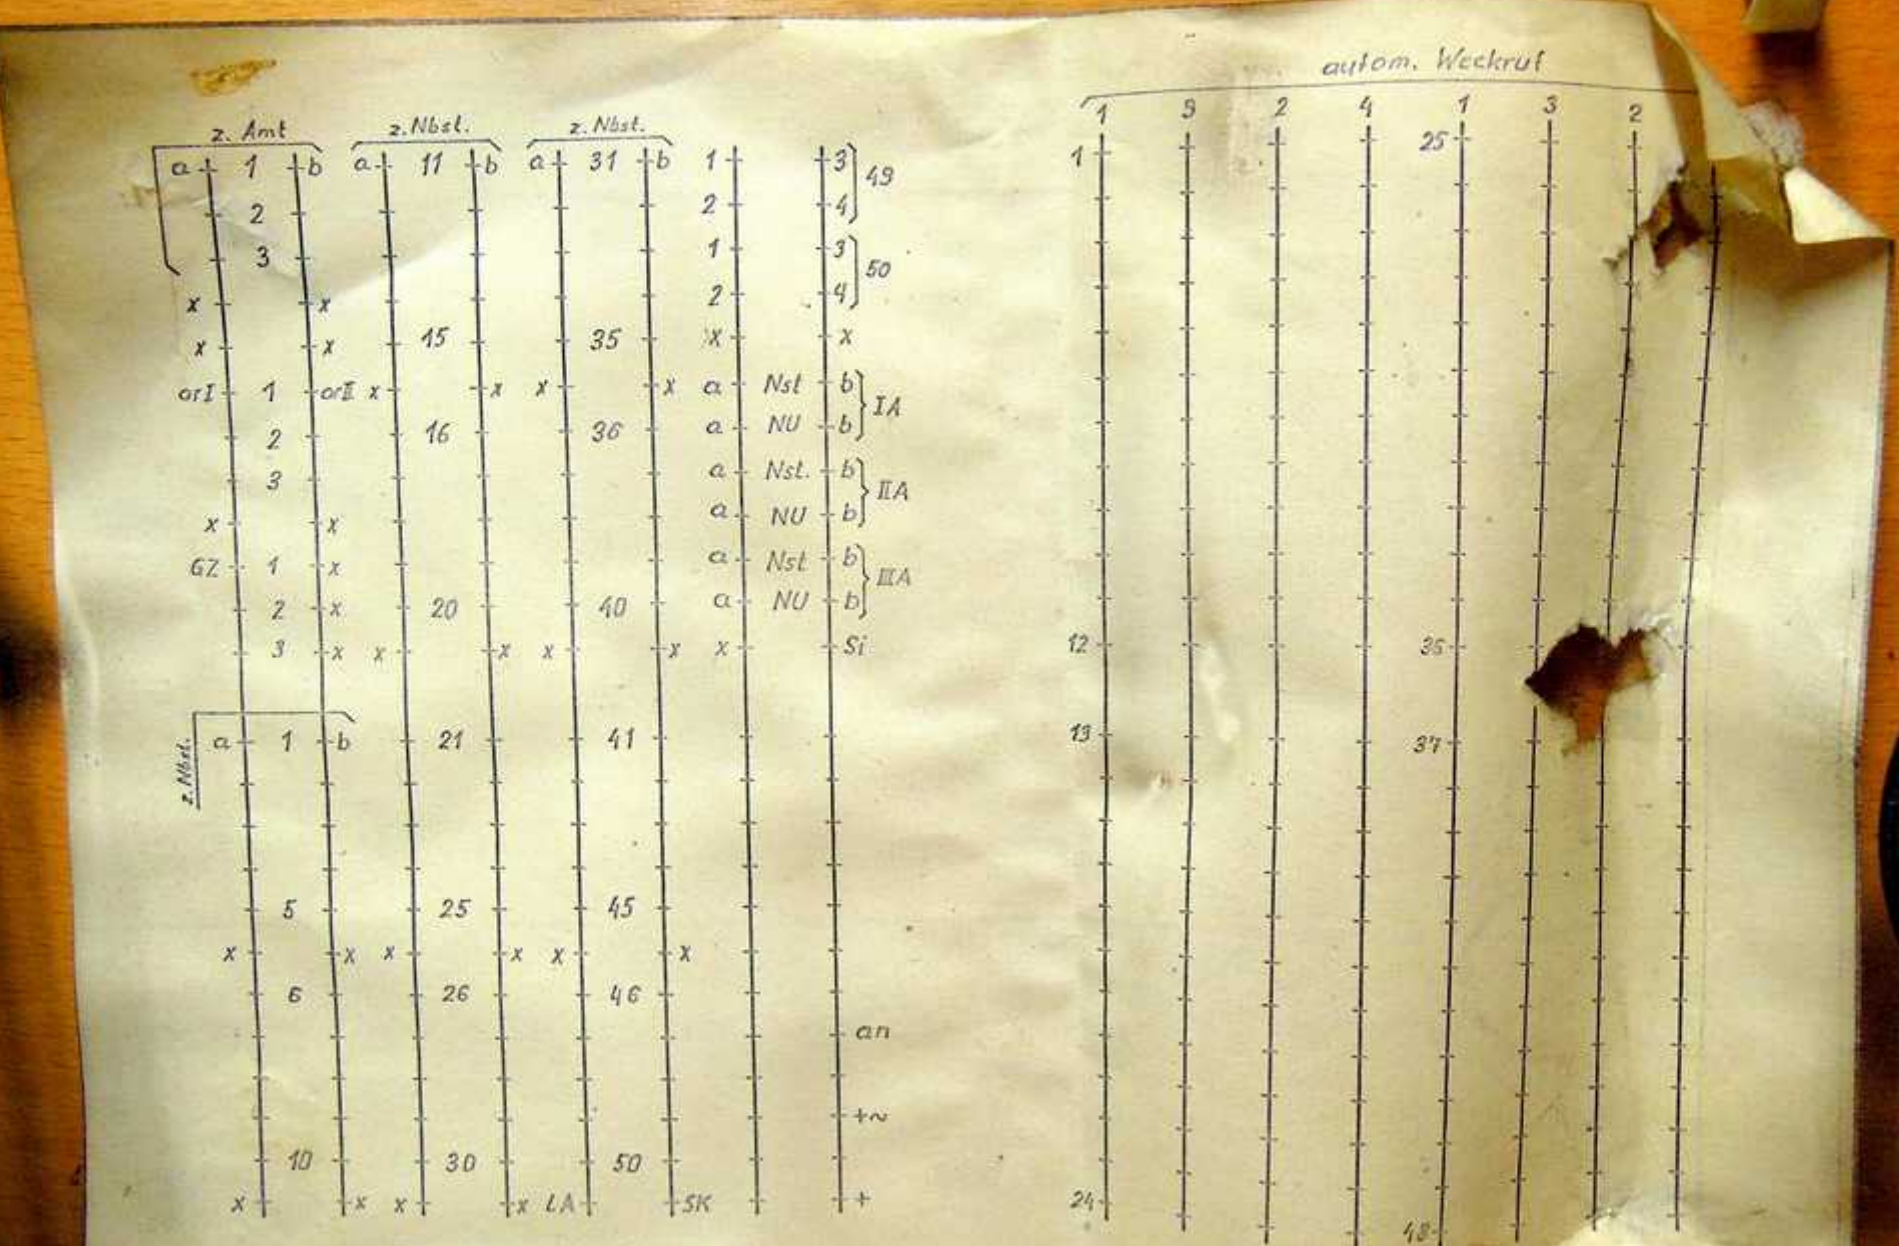 autom. Weckruf
1 3 2 4 1 3 2
z. Amt z. Nbst. z. Nbst.
a 1 b a 11 b a 31 b 1 3 49 1 25
2 2 4
3 1 3 50
x x 2 4
x x 15 35 x x
orI 1 orII x x x x a Nst b IA
2 16 36 a NU b
3 a Nst. b IIA
x x a NU b
GZ 1 x a Nst b IIIA
2 x 20 40 a NU b
3 x x x x x x Si 12 36
z. Nbst.
a 1 b 21 41 13 37
5 25 45
x x x x x x
6 26 46
an
+~
10 30 50
x x x x LA SK + 24
48